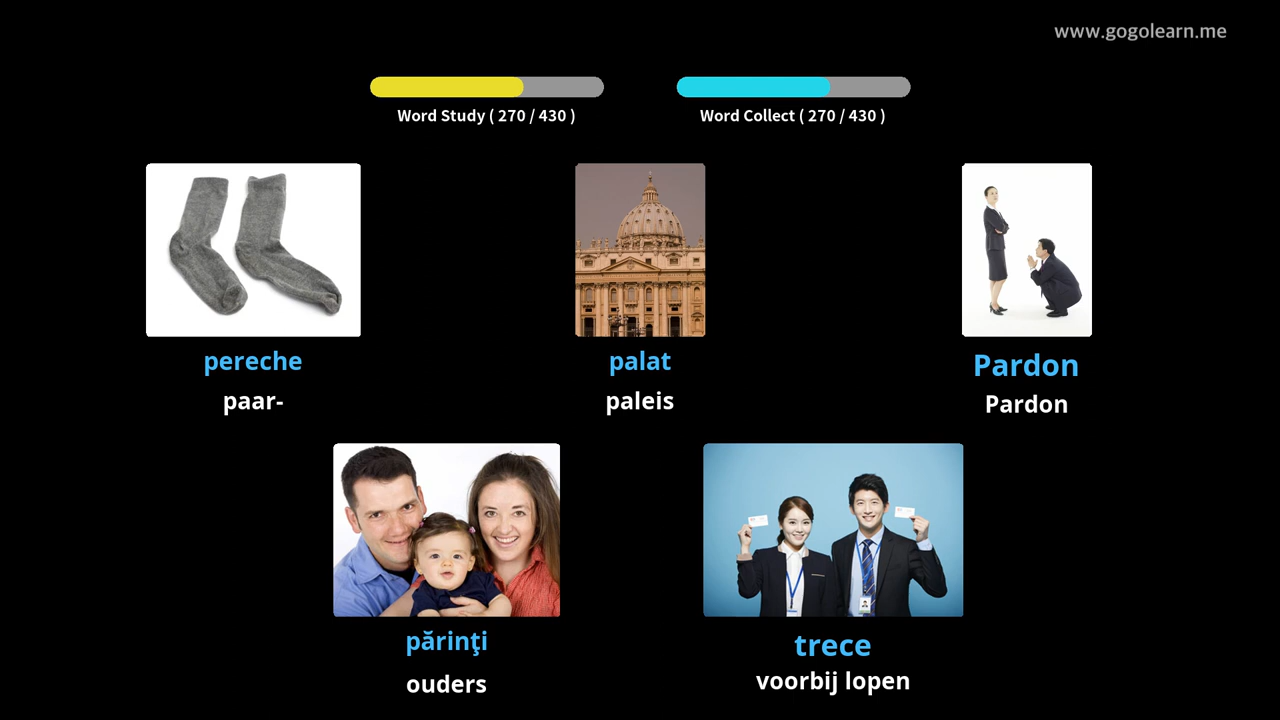 www.gogolearn.me
Word Study ( 270 / 430 )
Word Collect ( 270 / 430 )
pereche
paar-
palat
paleis
Pardon
Pardon
părinţi
ouders
trece
voorbij lopen